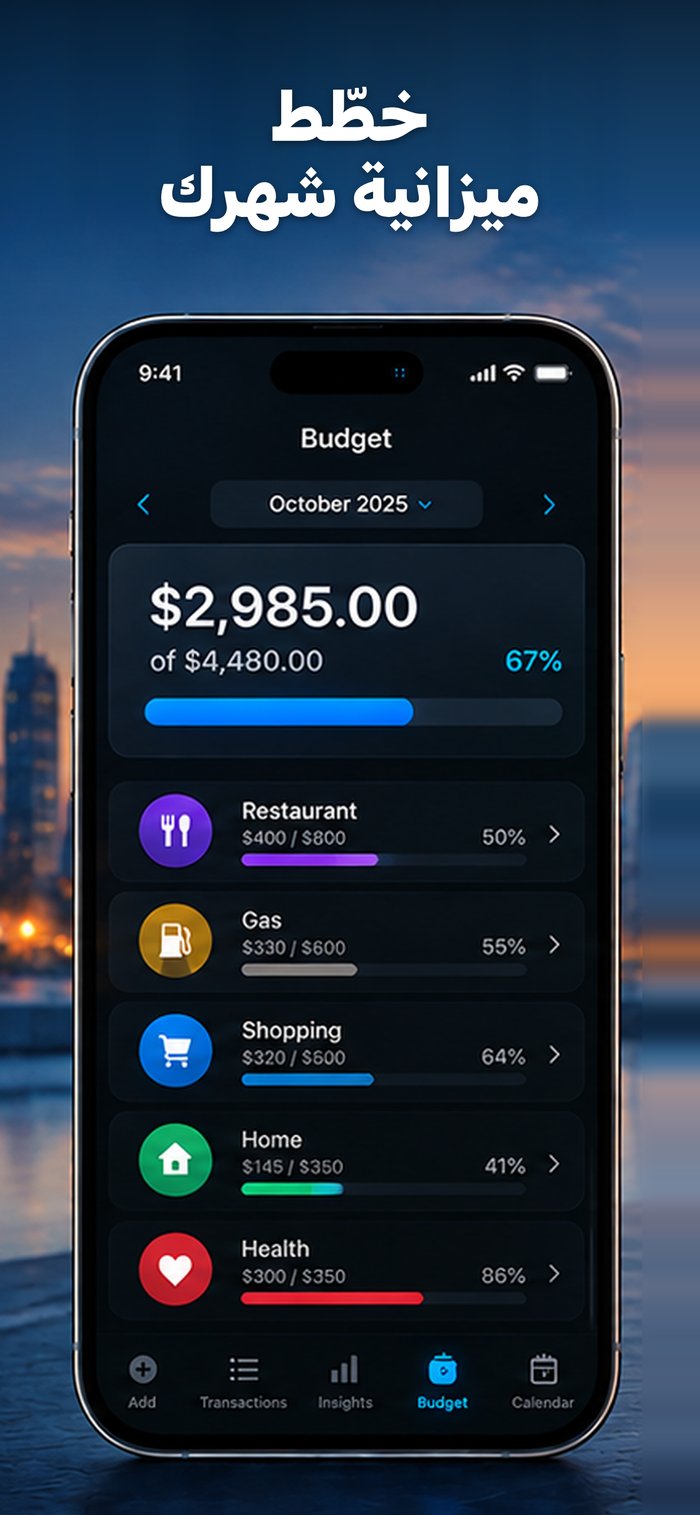 خطّط
ميزانية شهرك
9:41
Budget
October 2025
$2,985.00
of $4,480.00
67%
Restaurant
$400 / $800
50%
Gas
$330 / $600
55%
Shopping
$320 / $600
64%
Home
$145 / $350
41%
Health
$300 / $350
86%
Add
Transactions
Insights
Budget
Calendar